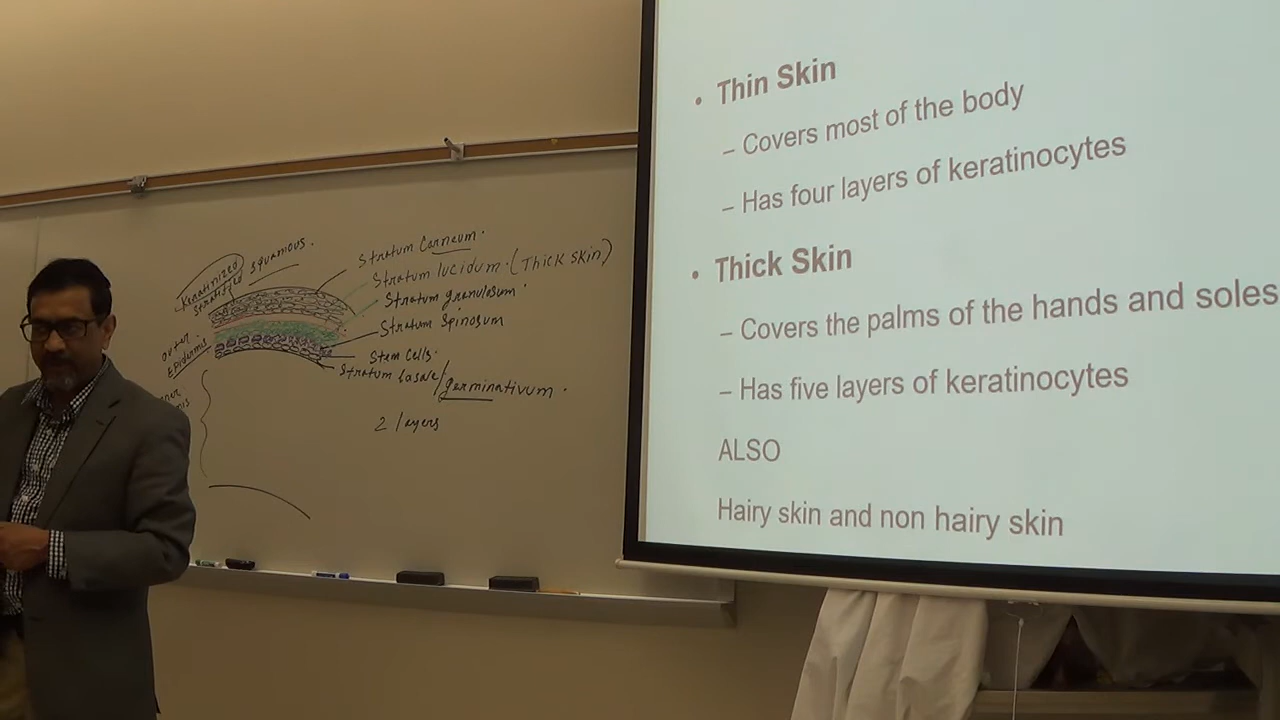 Keratinized
Stratified squamous.
Stratum Corneum.
Stratum lucidum. (Thick skin)
Stratum granulosum.
Stratum Spinosum
Stem cells.
Stratum basale/germinativum.
outer
Epidermis
2 layers
• Thin Skin
– Covers most of the body
– Has four layers of keratinocytes
• Thick Skin
– Covers the palms of the hands and soles
– Has five layers of keratinocytes
ALSO
Hairy skin and non hairy skin